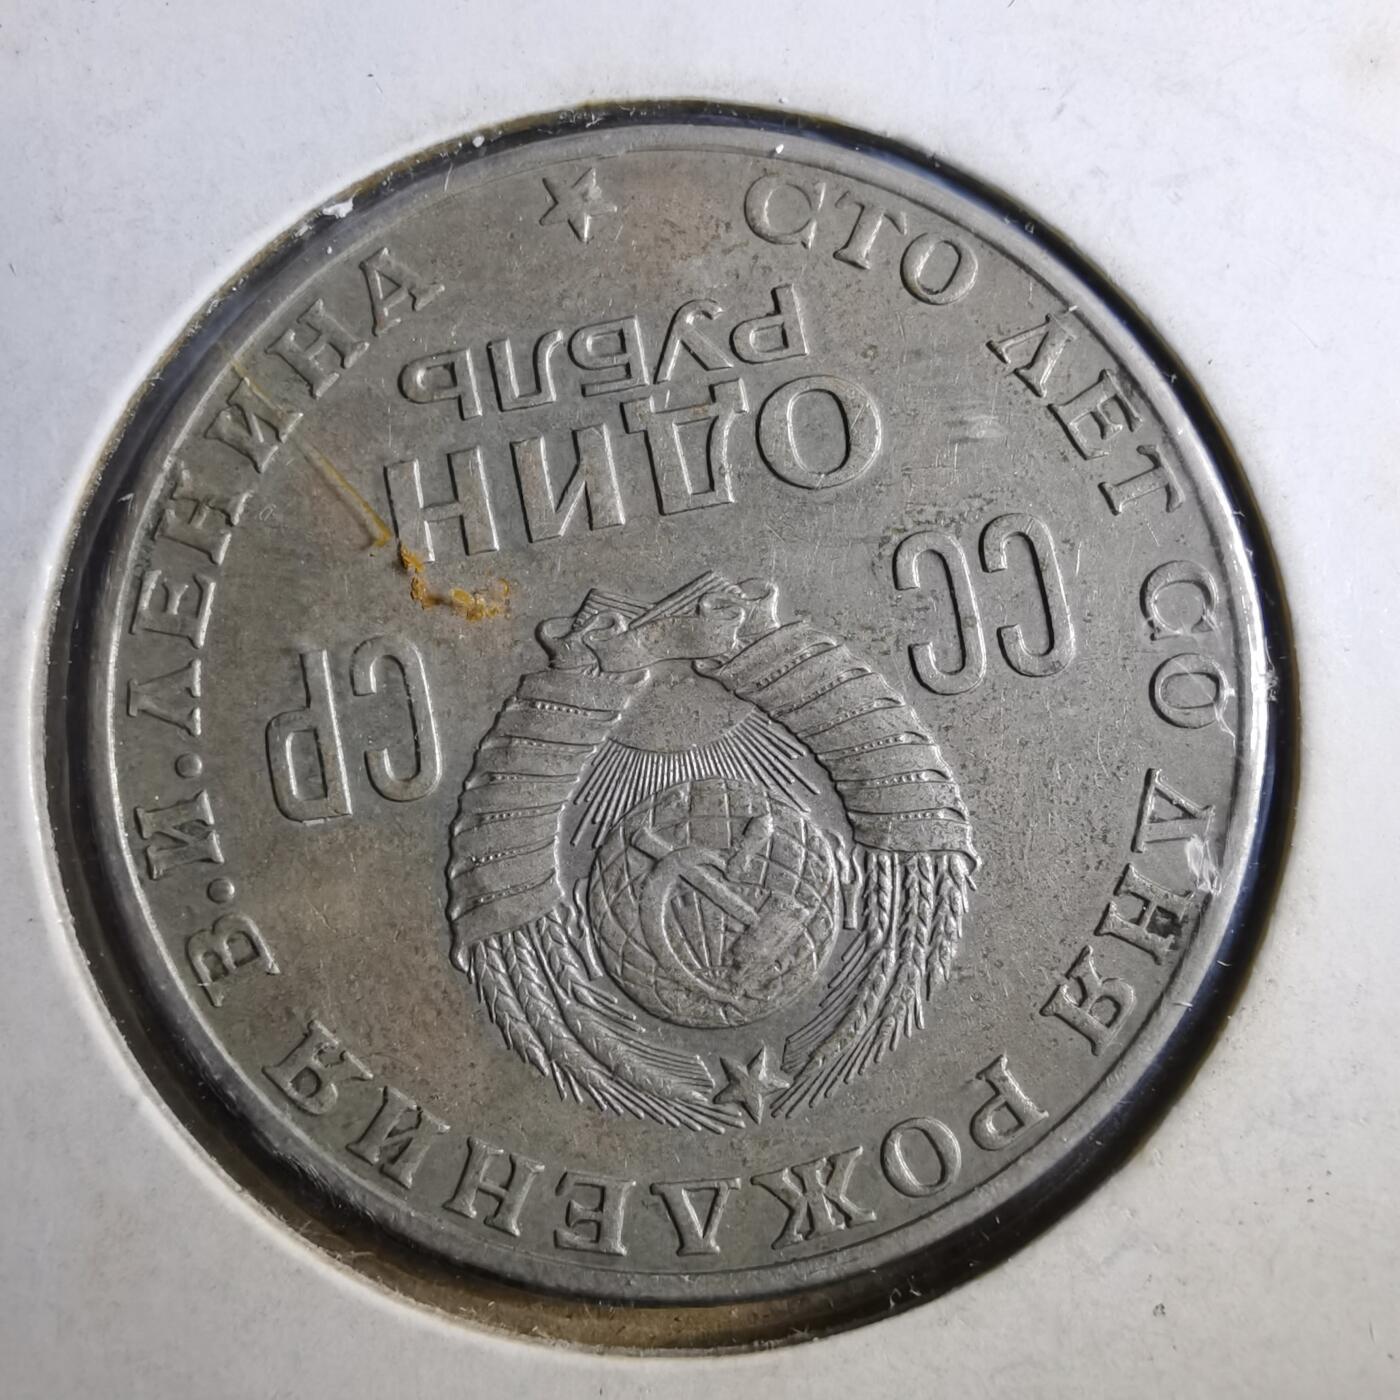 СССР
ОДИН
РУБЛЬ
СТО ЛЕТ СО ДНЯ РОЖДЕНИЯ В.И.ЛЕНИНА